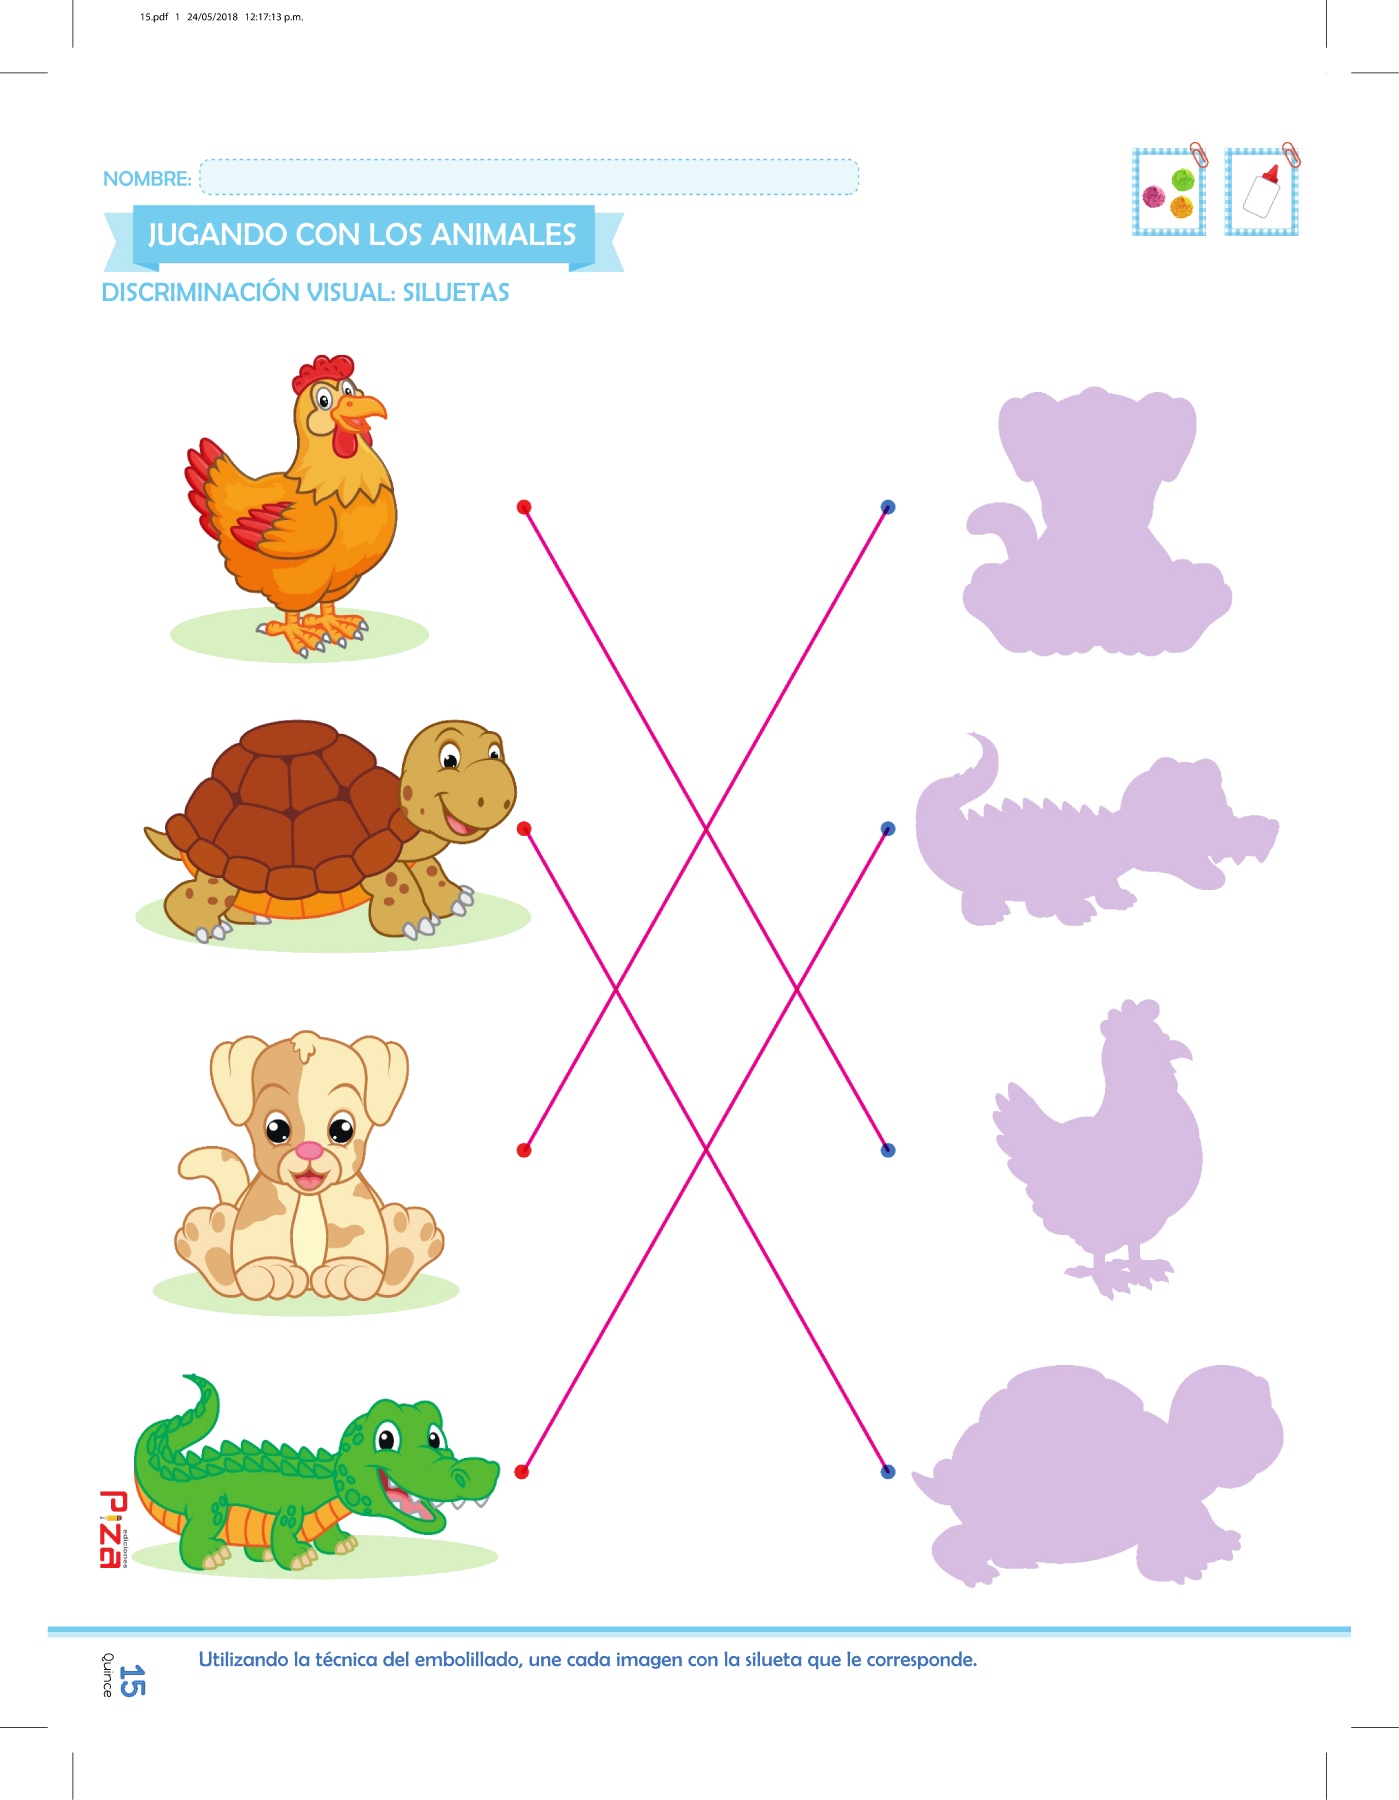 15.pdf 1 24/05/2018 12:17:13 p.m.
NOMBRE:
JUGANDO CON LOS ANIMALES
DISCRIMINACIÓN VISUAL: SILUETAS
Piza
ediciones
15
Quince
Utilizando la técnica del embolillado, une cada imagen con la silueta que le corresponde.